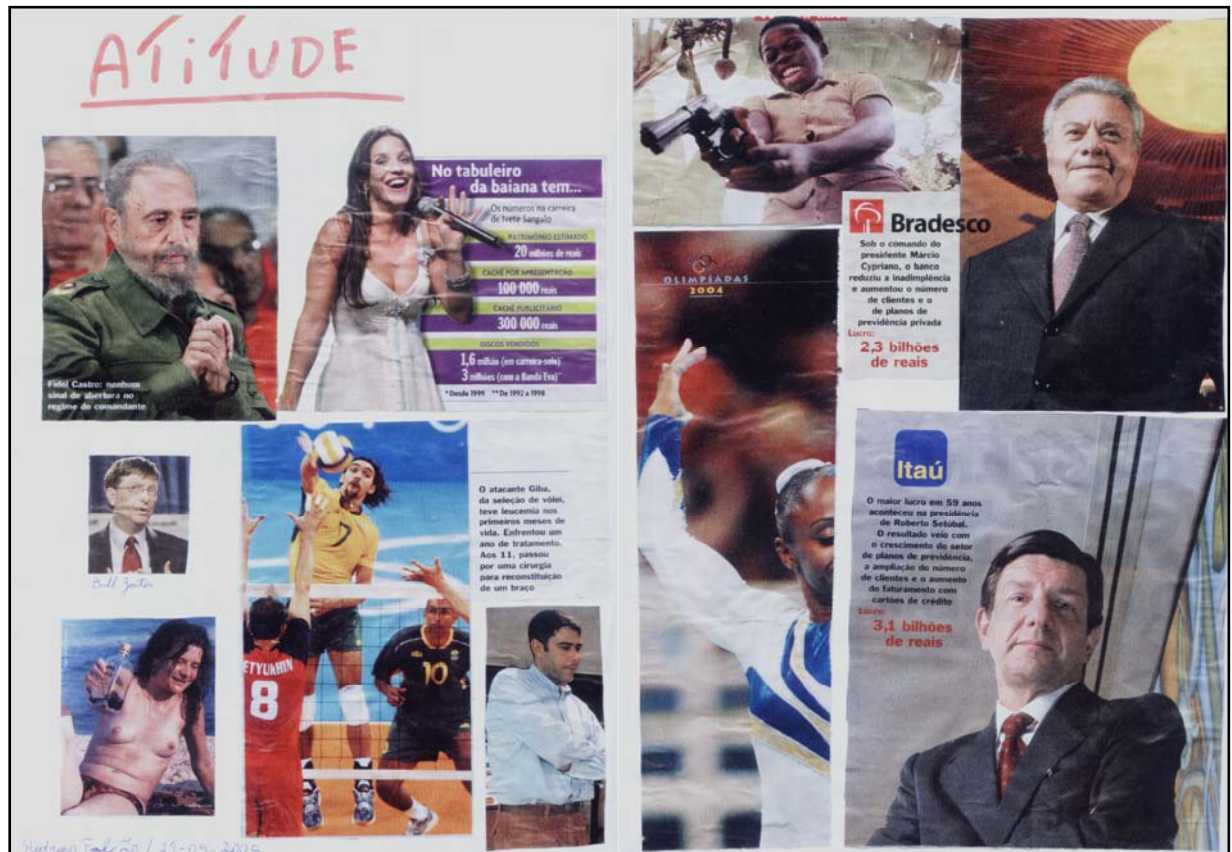 ATiTUDE
Fidel Castro: nenhum
sinal de abertura no
regime do comandante
No tabuleiro
da baiana tem...
Os números na carreira
de Ivete Sangalo
PATRIMÔNIO ESTIMADO
20 milhões de reais
CACHÊ POR APRESENTAÇÃO
100 000 reais
CACHÊ PUBLICITÁRIO
300 000 reais
DISCOS VENDIDOS
1,6 milhão (em carreira-solo)*
3 milhões (com a Banda Eva)**
*Desde 1999 **De 1992 a 1998
Bill Gates
O atacante Giba,
da seleção de vôlei,
teve leucemia nos
primeiros meses de
vida. Enfrentou um
ano de tratamento.
Aos 11, passou
por uma cirurgia
para reconstituição
de um braço
7
ETYUKHIN
8
10
OLIMPÍADAS
2004
Bradesco
Sob o comando do
presidente Márcio
Cypriano, o banco
reduziu a inadimplência
e aumentou o número
de clientes e o
de planos de
previdência privada
Lucro:
2,3 bilhões
de reais
Itaú
O maior lucro em 59 anos
aconteceu na presidência
de Roberto Setúbal.
O resultado veio com
o crescimento do setor
de planos de previdência,
a ampliação do número
de clientes e o aumento
do faturamento com
cartões de crédito
Lucro:
3,1 bilhões
de reais
Falcão / 29-09-2005